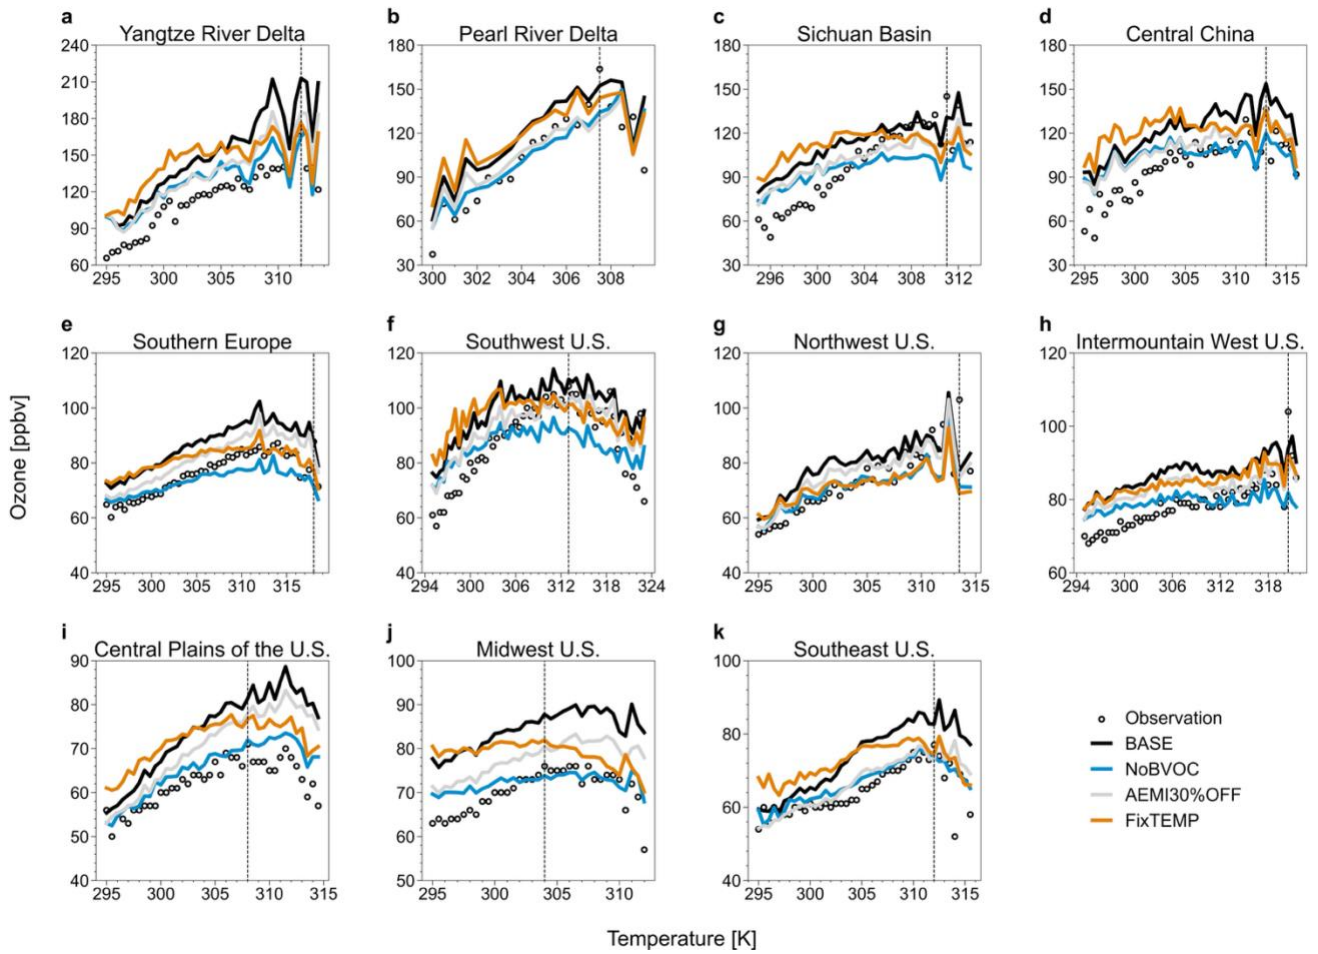 a
Yangtze River Delta
240
210
180
150
120
90
60
295 300 305 310
b
Pearl River Delta
180
150
120
90
60
30
300 302 304 306 308
c
Sichuan Basin
180
150
120
90
60
30
296 300 304 308 312
d
Central China
180
150
120
90
60
30
295 300 305 310 315
e
Southern Europe
120
100
80
60
40
295 300 305 310 315
f
Southwest U.S.
120
100
80
60
40
294 300 306 312 318 324
g
Northwest U.S.
120
100
80
60
40
295 300 305 310 315
h
Intermountain West U.S.
120
100
80
60
294 300 306 312 318
i
Central Plains of the U.S.
90
80
70
60
50
40
295 300 305 310 315
j
Midwest U.S.
100
90
80
70
60
50
295 300 305 310
k
Southeast U.S.
100
80
60
40
295 300 305 310 315
Observation
BASE
NoBVOC
AEMI30%OFF
FixTEMP
Ozone [ppbv]
Temperature [K]